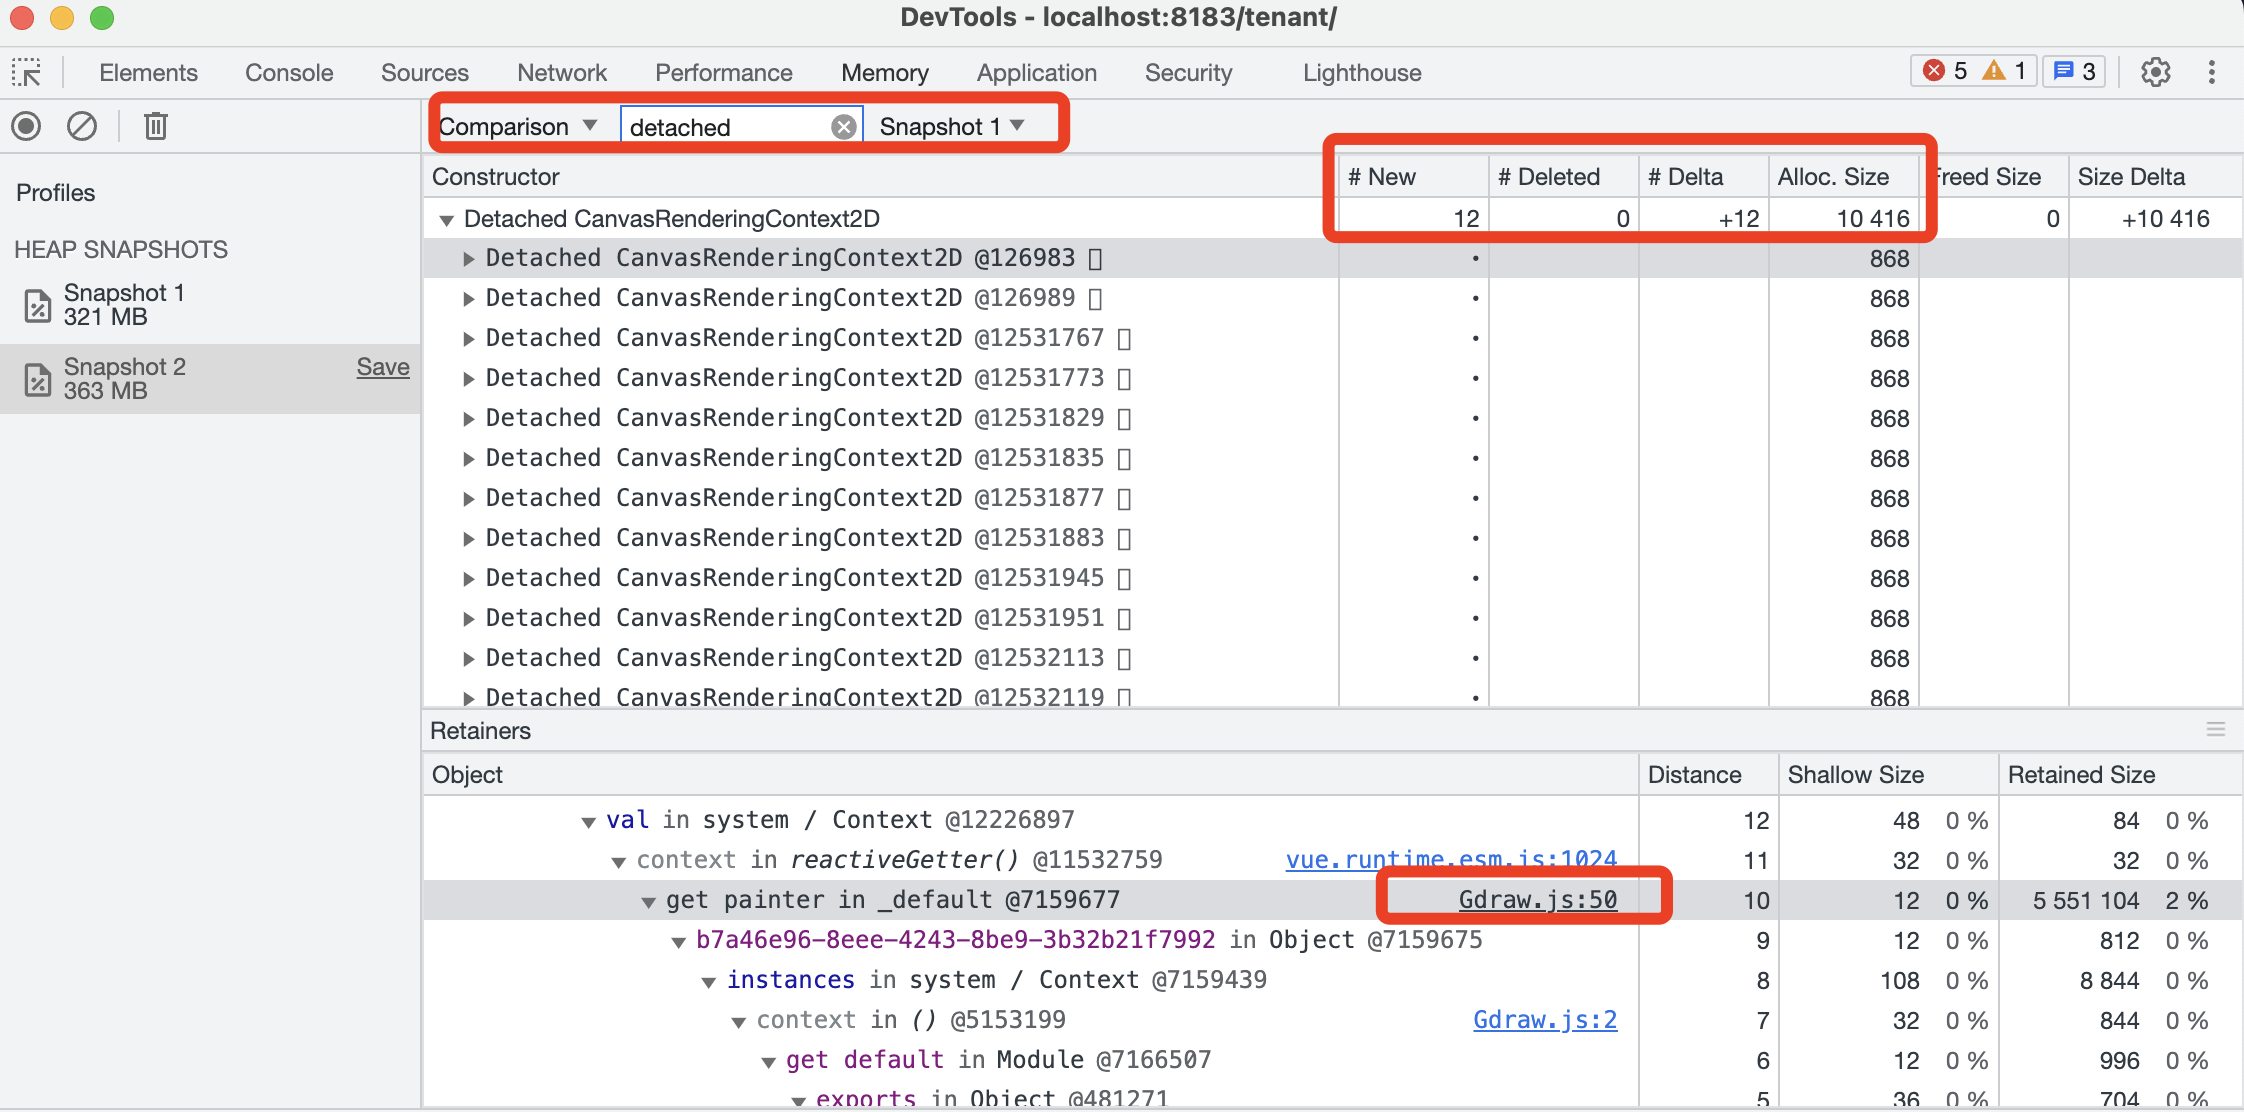 DevTools - localhost:8183/tenant/
Elements Console Sources Network Performance Memory Application Security Lighthouse 5 1 3
Comparison ▼ detached Snapshot 1 ▼
Profiles
HEAP SNAPSHOTS
Snapshot 1
321 MB
Snapshot 2 Save
363 MB
Constructor # New # Deleted # Delta Alloc. Size Freed Size Size Delta
▼ Detached CanvasRenderingContext2D 12 0 +12 10 416 0 +10 416
▶ Detached CanvasRenderingContext2D @126983 • 868
▶ Detached CanvasRenderingContext2D @126989 • 868
▶ Detached CanvasRenderingContext2D @12531767 • 868
▶ Detached CanvasRenderingContext2D @12531773 • 868
▶ Detached CanvasRenderingContext2D @12531829 • 868
▶ Detached CanvasRenderingContext2D @12531835 • 868
▶ Detached CanvasRenderingContext2D @12531877 • 868
▶ Detached CanvasRenderingContext2D @12531883 • 868
▶ Detached CanvasRenderingContext2D @12531945 • 868
▶ Detached CanvasRenderingContext2D @12531951 • 868
▶ Detached CanvasRenderingContext2D @12532113 • 868
▶ Detached CanvasRenderingContext2D @12532119 • 868
Retainers
Object Distance Shallow Size Retained Size
▼ val in system / Context @12226897 12 48 0 % 84 0 %
▼ context in reactiveGetter() @11532759 vue.runtime.esm.js:1024 11 32 0 % 32 0 %
▼ get painter in _default @7159677 Gdraw.js:50 10 12 0 % 5 551 104 2 %
▼ b7a46e96-8eee-4243-8be9-3b32b21f7992 in Object @7159675 9 12 0 % 812 0 %
▼ instances in system / Context @7159439 8 108 0 % 8 844 0 %
▼ context in () @5153199 Gdraw.js:2 7 32 0 % 844 0 %
▼ get default in Module @7166507 6 12 0 % 996 0 %
▼ exports in Object @481271 5 36 0 % 704 0 %